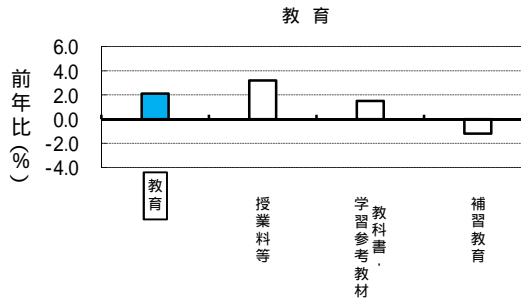 教育
前年比(%)
6.0
4.0
2.0
0.0
-2.0
-4.0
教育
授業料等
教科書・
学習参考教材
補習教育